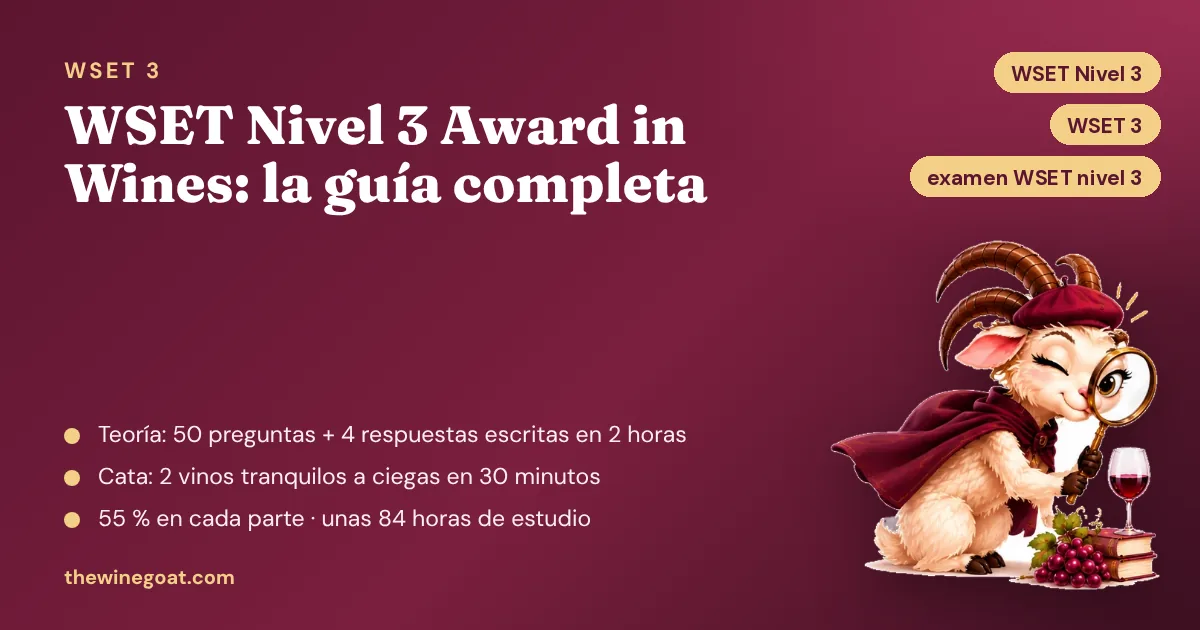 WSET 3
WSET Nivel 3 Award in
Wines: la guía completa
WSET Nivel 3
WSET 3
examen WSET nivel 3
Teoría: 50 preguntas + 4 respuestas escritas en 2 horas
Cata: 2 vinos tranquilos a ciegas en 30 minutos
55 % en cada parte · unas 84 horas de estudio
thewinegoat.com